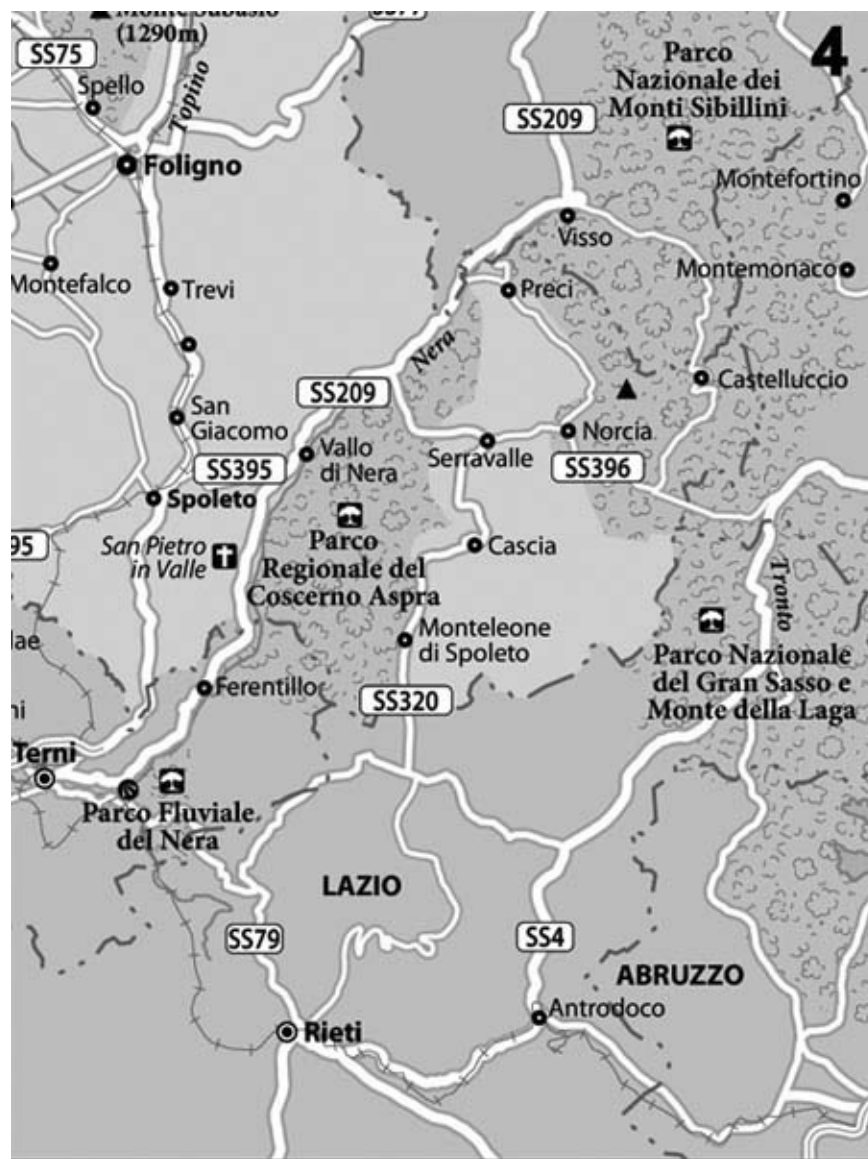 (1290m)
SS75
Spello
Topino
Foligno
Montefalco
Trevi
San
Giacomo
Spoleto
SS395
SS209
SS209
Parco
Nazionale dei
Monti Sibillini
4
Montefortino
Visso
Montemonaco
Preci
Nera
Castelluccio
Vallo
di Nera
Serravalle
Norcia
SS396
95
San Pietro
in Valle
Parco
Regionale del
Coscerno Aspra
Cascia
Tronto
Monteleone
di Spoleto
Parco Nazionale
del Gran Sasso e
Monte della Laga
Ferentillo
SS320
Terni
Parco Fluviale
del Nera
LAZIO
SS79
SS4
ABRUZZO
Antrodoco
Rieti